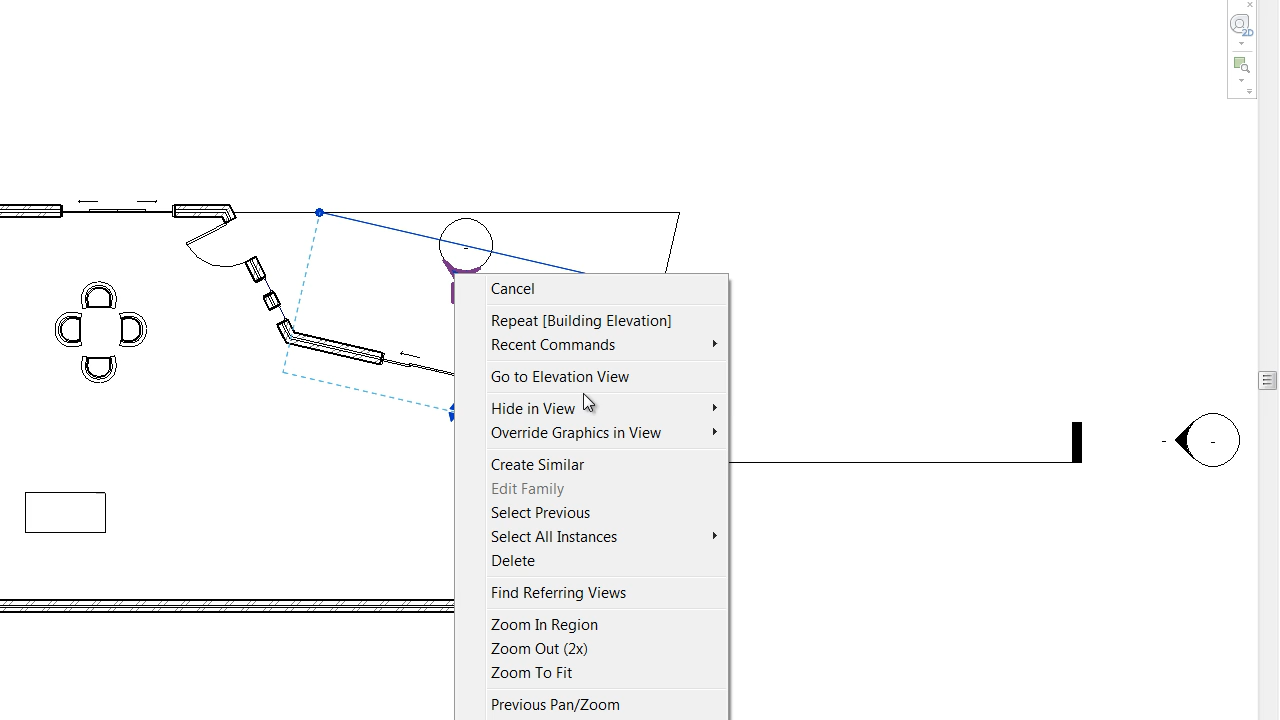 2D
Cancel
Repeat [Building Elevation]
Recent Commands
Go to Elevation View
Hide in View
Override Graphics in View
Create Similar
Edit Family
Select Previous
Select All Instances
Delete
Find Referring Views
Zoom In Region
Zoom Out (2x)
Zoom To Fit
Previous Pan/Zoom